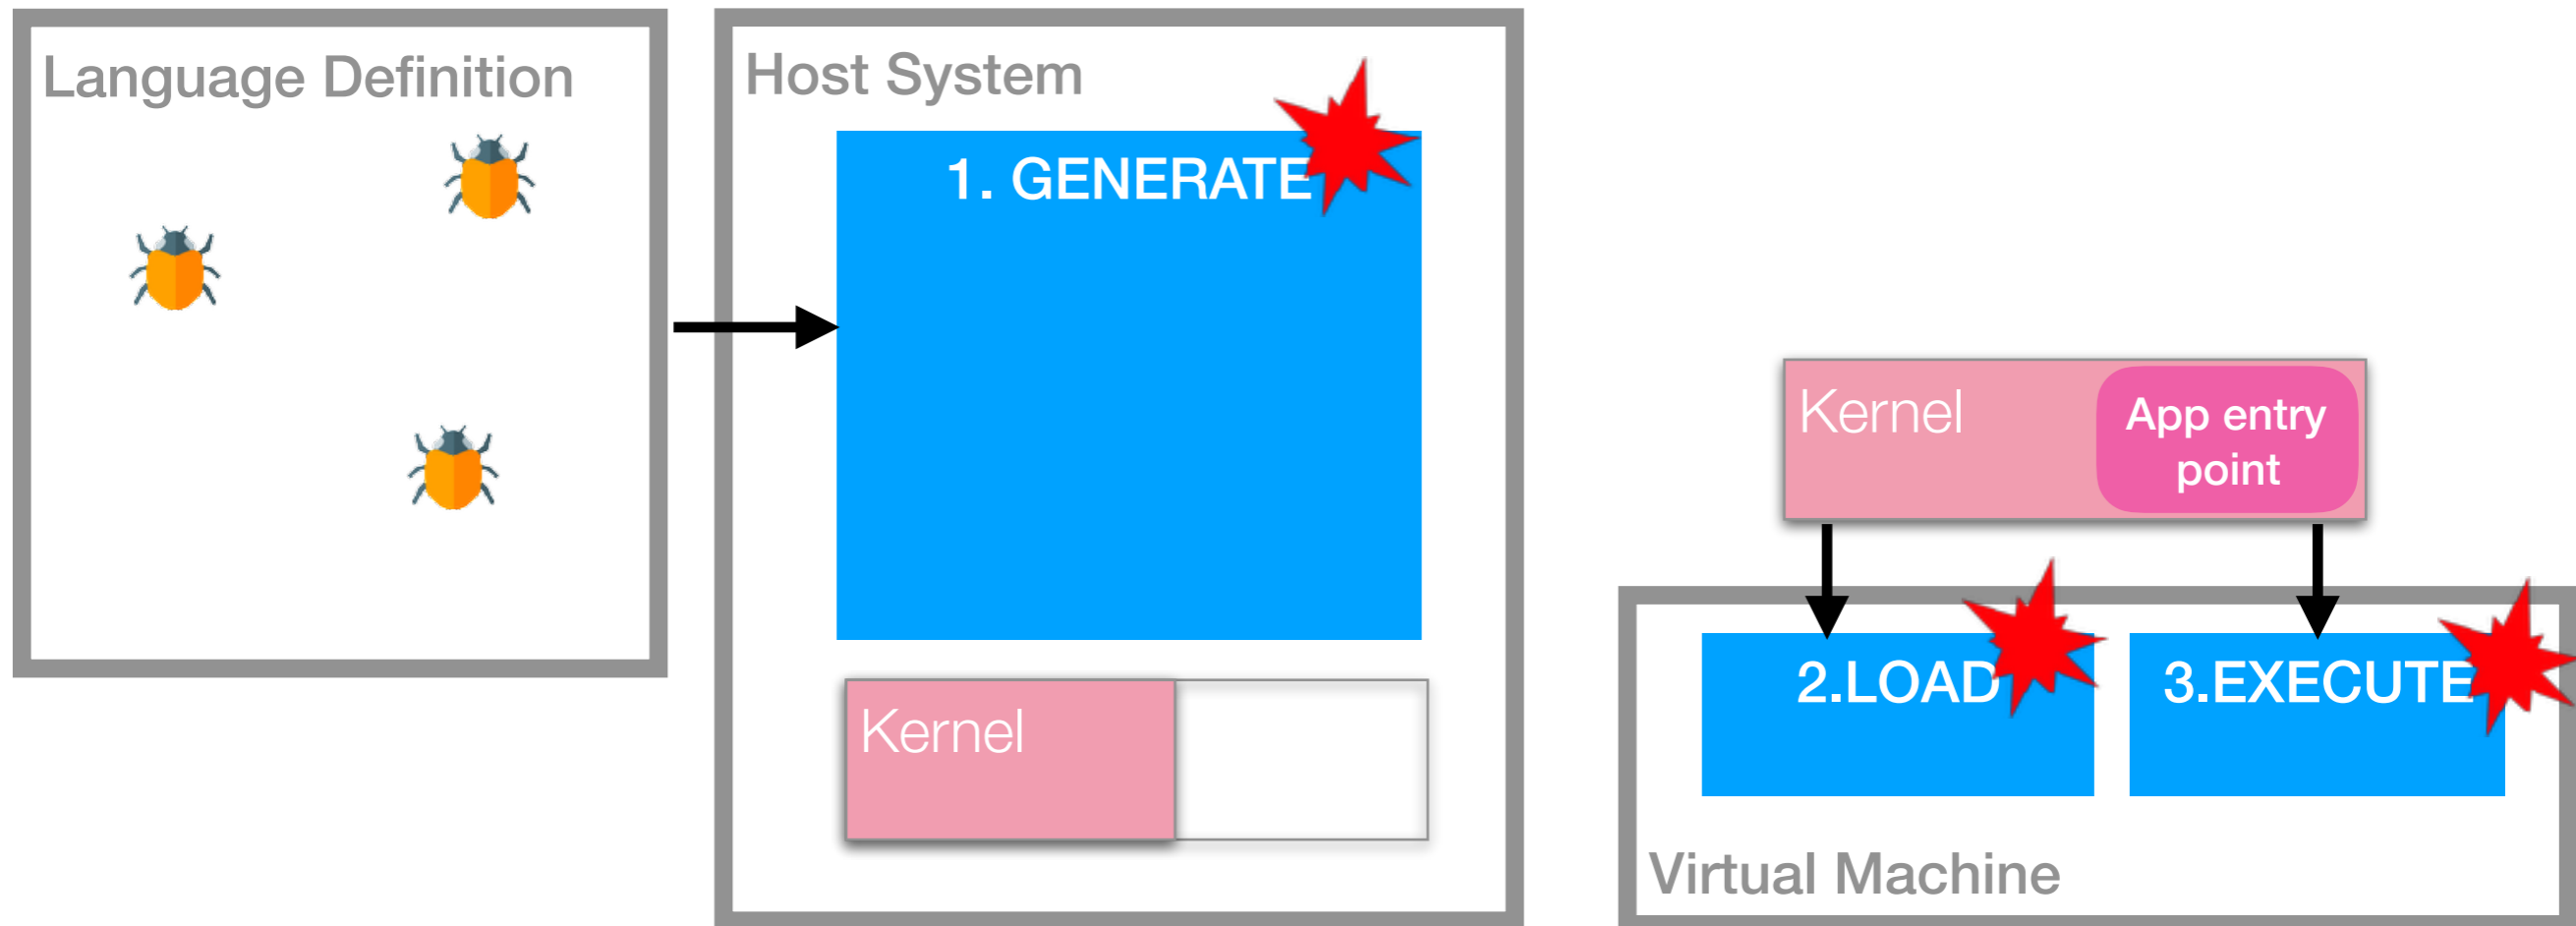 Language Definition
Host System
1. GENERATE
Kernel
Kernel
App entry
point
2.LOAD
3.EXECUTE
Virtual Machine